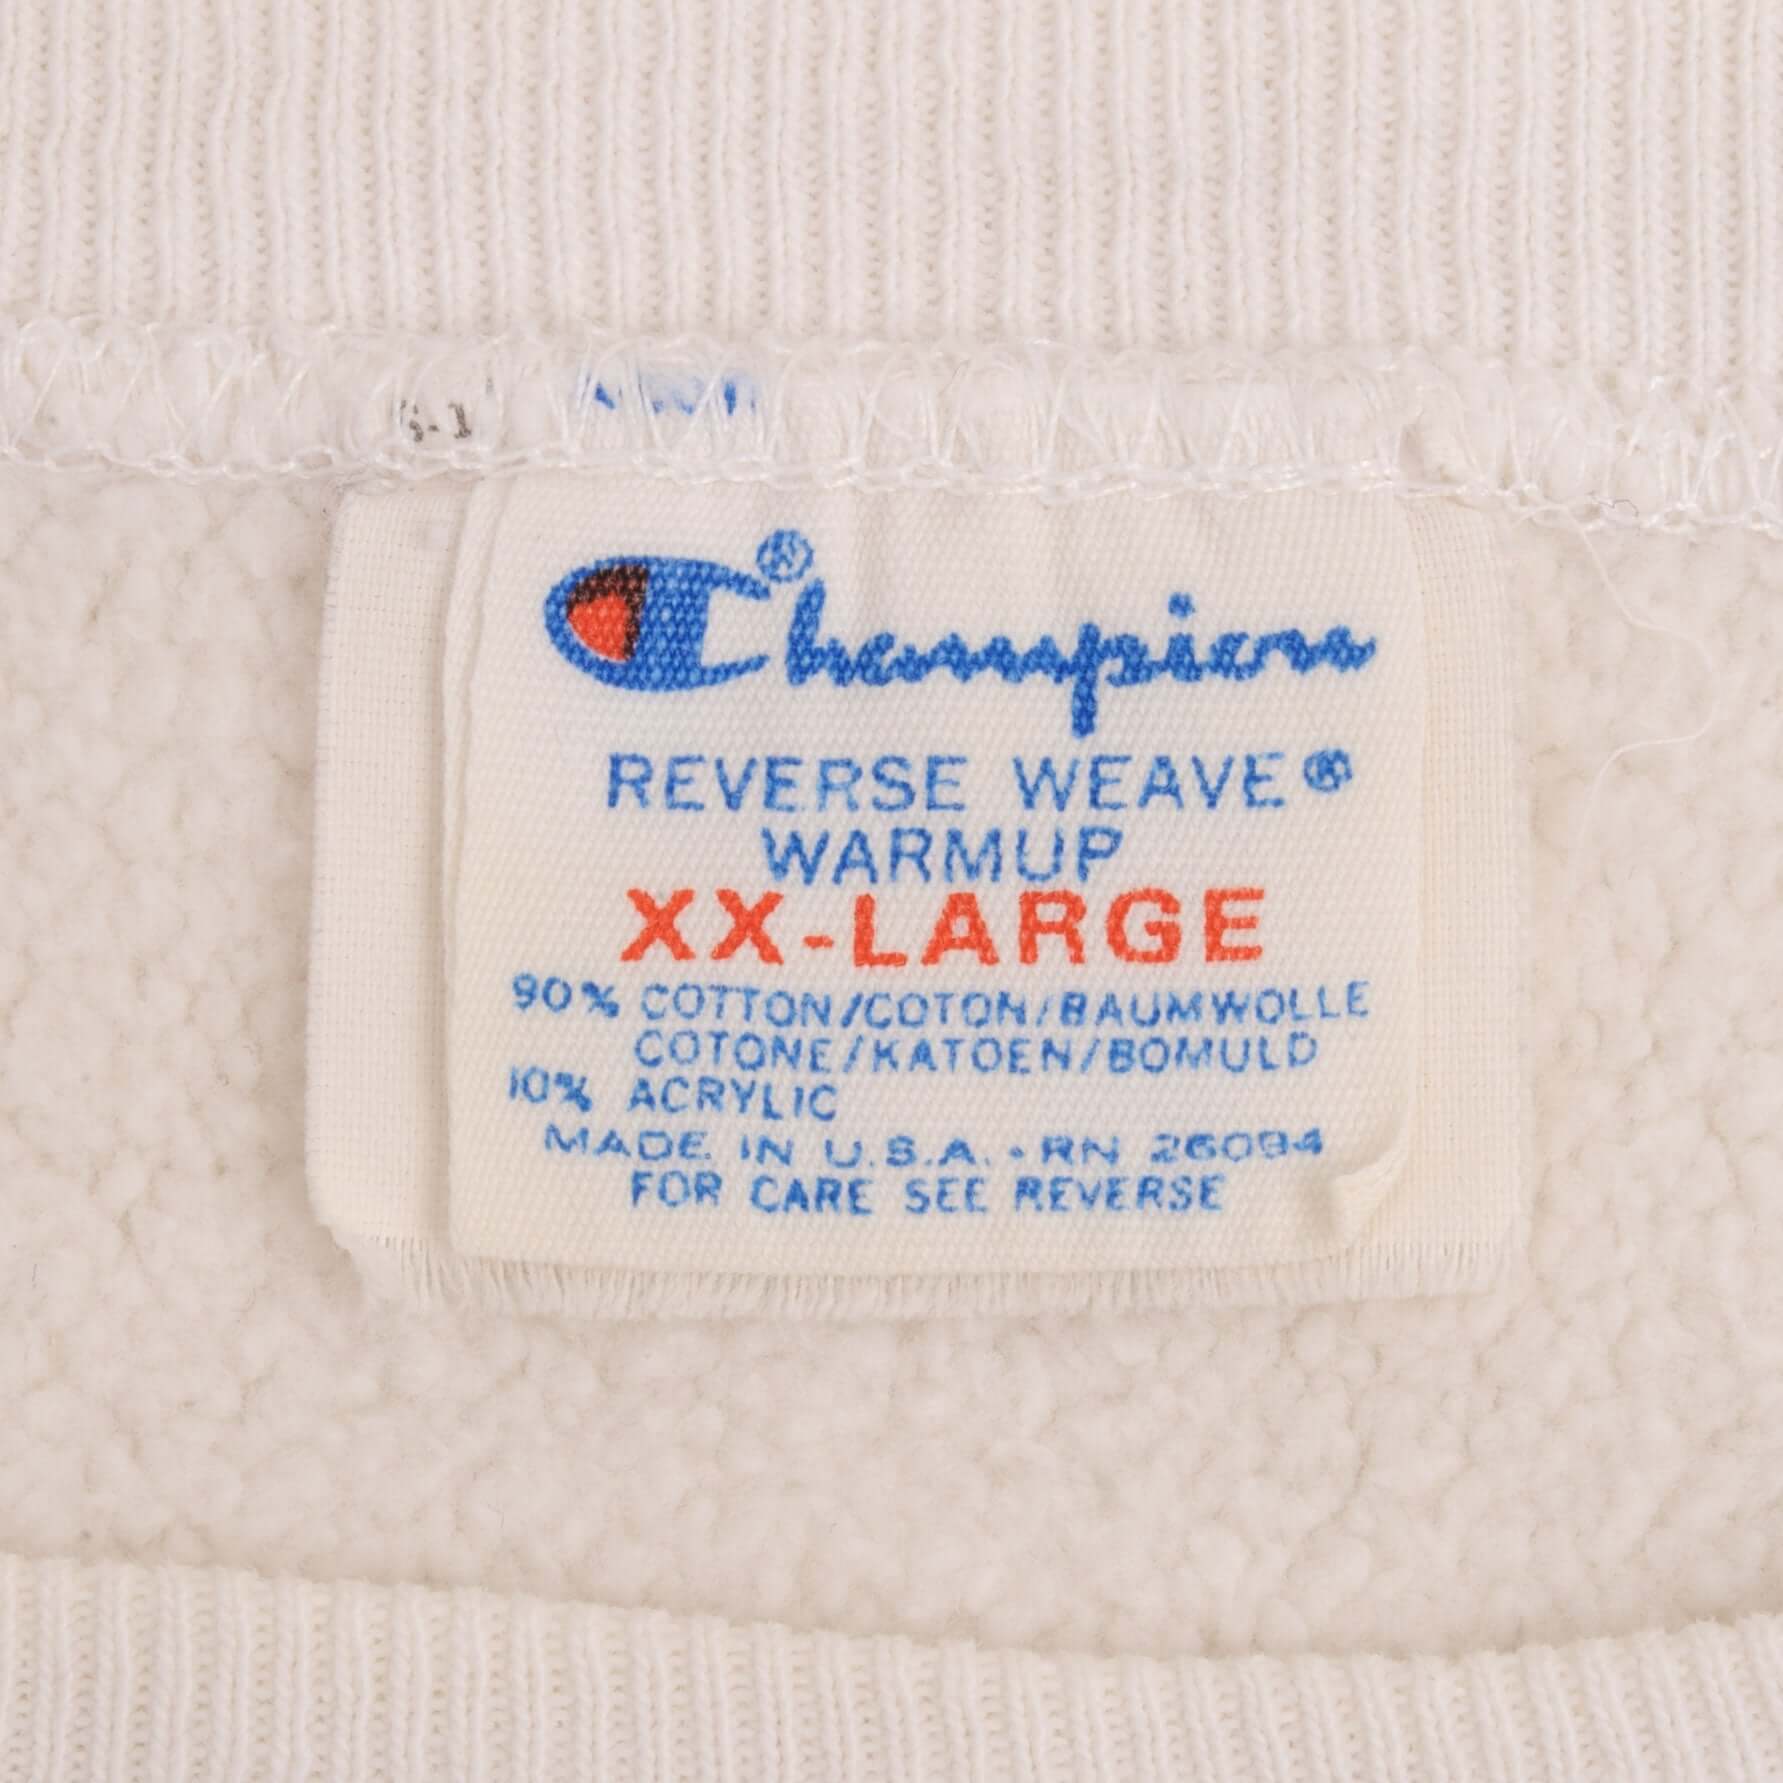 -1
Champion®
REVERSE WEAVE®
WARMUP
XX-LARGE
90% COTTON/COTON/BAUMWOLLE
COTONE/KATOEN/BOMULD
10% ACRYLIC
MADE IN U.S.A. - RN 26094
FOR CARE SEE REVERSE